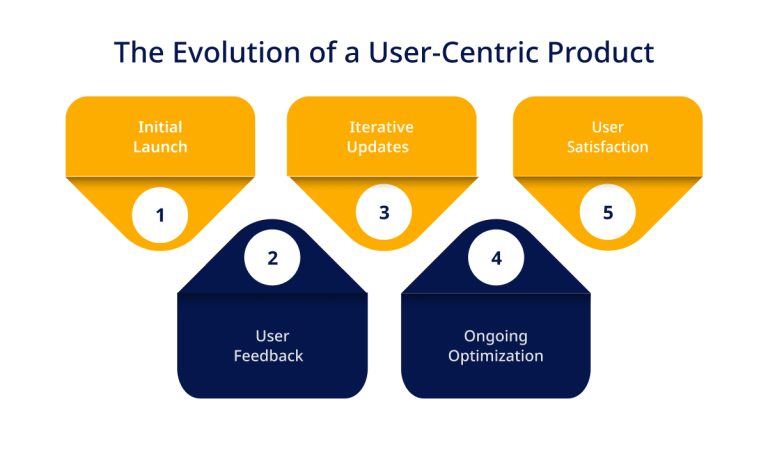 The Evolution of a User-Centric Product
Initial
Launch
1
2
User
Feedback
Iterative
Updates
3
4
Ongoing
Optimization
User
Satisfaction
5